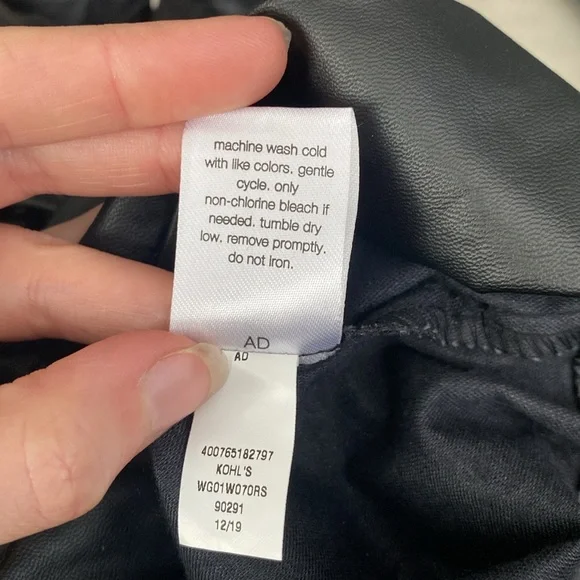 machine wash cold
with like colors. gentle
cycle. only
non-chlorine bleach if
needed. tumble dry
low. remove promptly.
do not iron.
AD
AD
400765182797
KOHL'S
WG01W070RS
90291
12/19